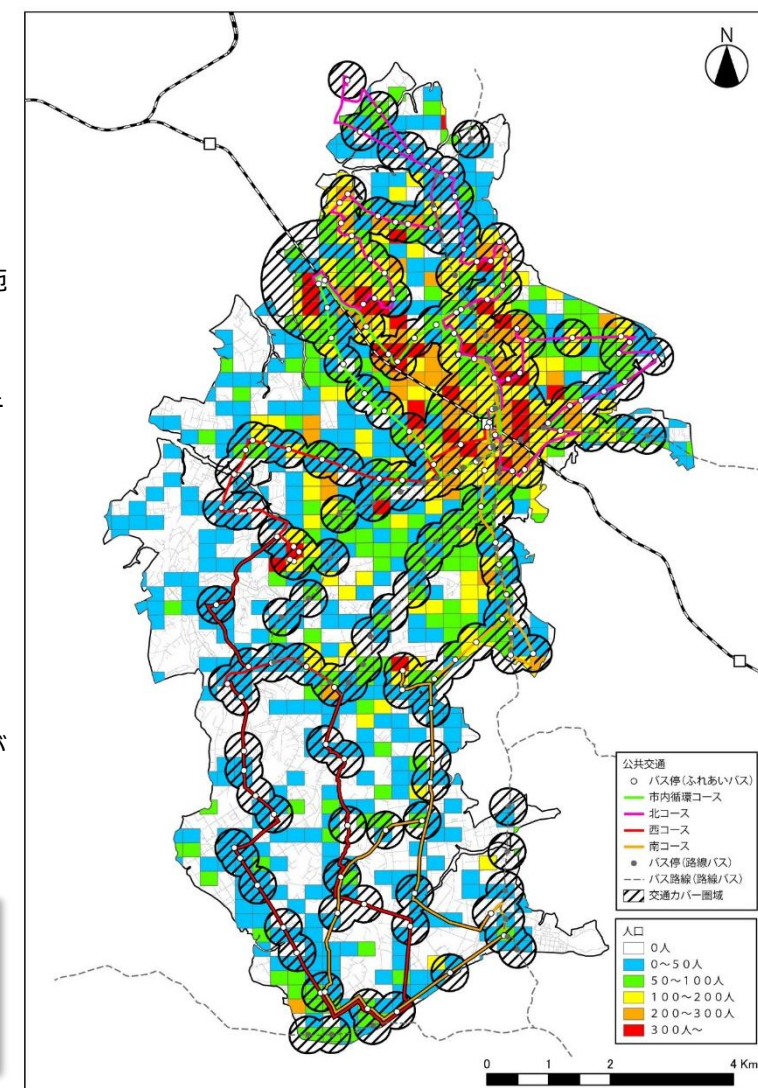 N
範
が
公共交通
バス停(ふれあいバス)
市内循環コース
北コース
西コース
南コース
バス停(路線バス)
バス路線(路線バス)
交通カバー圏域
人口
0人
0～50人
50～100人
100～200人
200～300人
300人～
0 1 2 4 Km